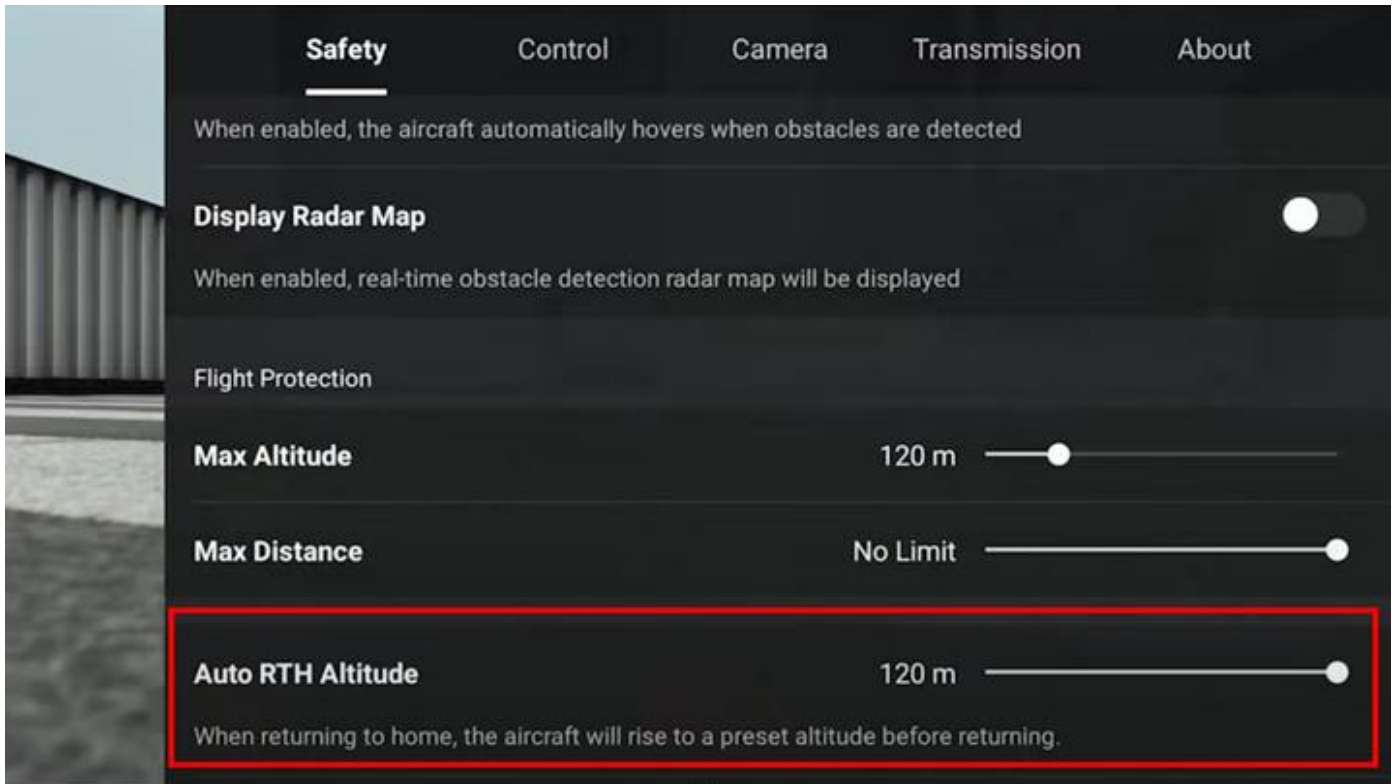 Safety Control Camera Transmission About
When enabled, the aircraft automatically hovers when obstacles are detected
Display Radar Map
When enabled, real-time obstacle detection radar map will be displayed
Flight Protection
Max Altitude 120 m
Max Distance No Limit
Auto RTH Altitude 120 m
When returning to home, the aircraft will rise to a preset altitude before returning.